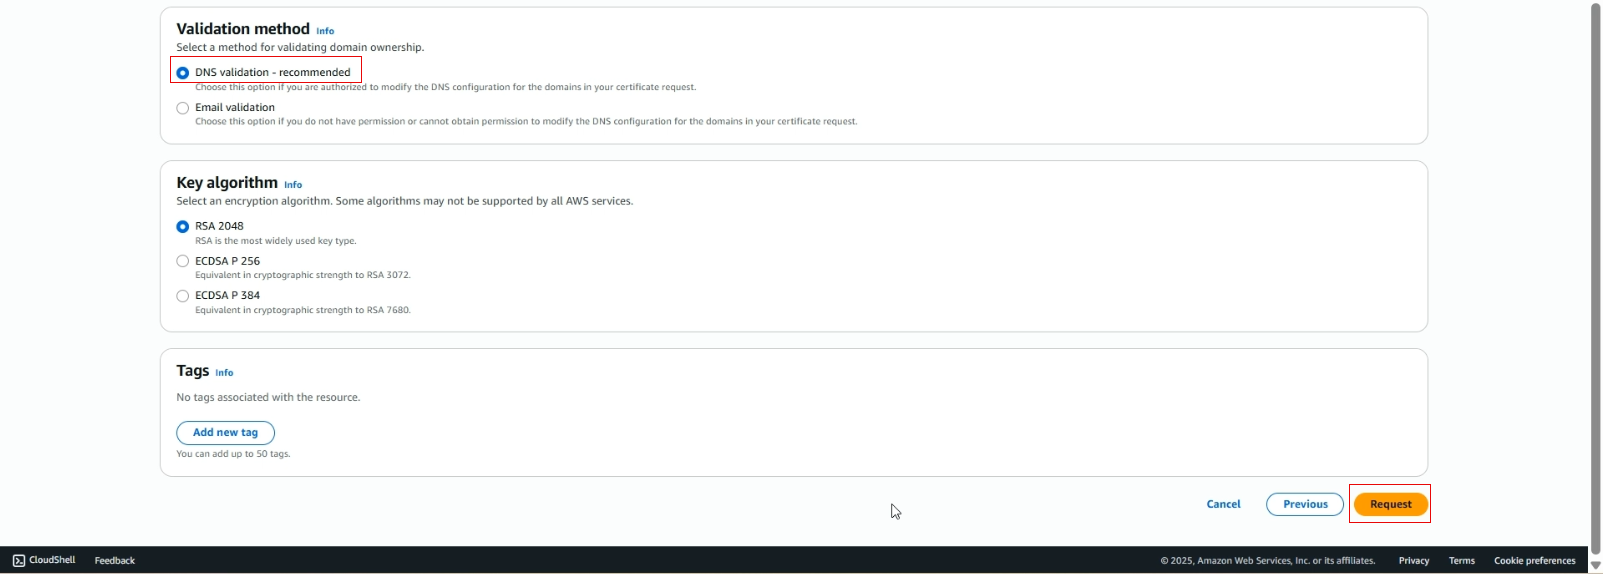 Validation method Info
Select a method for validating domain ownership.
DNS validation - recommended
Choose this option if you are authorized to modify the DNS configuration for the domains in your certificate request.
Email validation
Choose this option if you do not have permission or cannot obtain permission to modify the DNS configuration for the domains in your certificate request.
Key algorithm Info
Select an encryption algorithm. Some algorithms may not be supported by all AWS services.
RSA 2048
RSA is the most widely used key type.
ECDSA P 256
Equivalent in cryptographic strength to RSA 3072.
ECDSA P 384
Equivalent in cryptographic strength to RSA 7680.
Tags Info
No tags associated with the resource.
Add new tag
You can add up to 50 tags.
Cancel Previous Request
CloudShell Feedback © 2025, Amazon Web Services, Inc. or its affiliates. Privacy Terms Cookie preferences